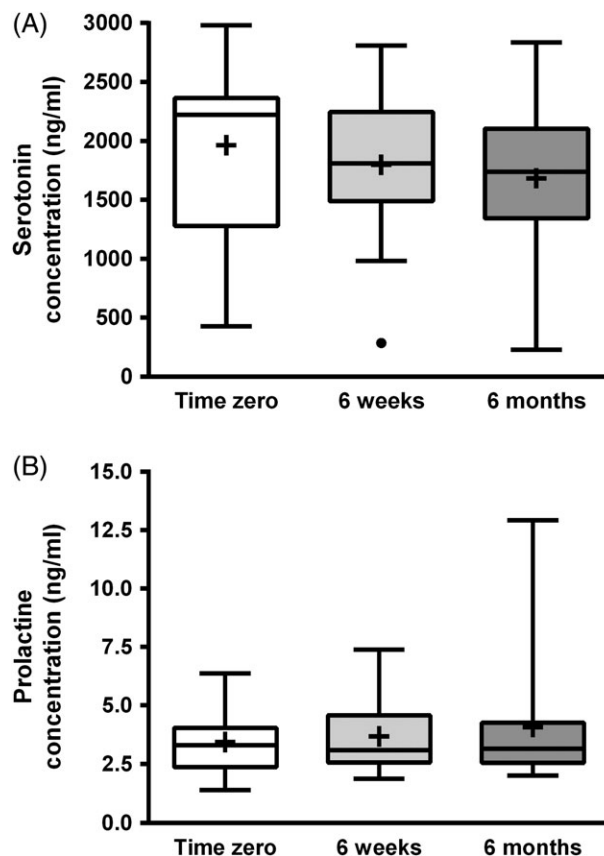 (A)
Serotonin
concentration (ng/ml)
3000
2500
2000
1500
1000
500
0
Time zero 6 weeks 6 months
(B)
Prolactine
concentration (ng/ml)
15.0
12.5
10.0
7.5
5.0
2.5
0.0
Time zero 6 weeks 6 months